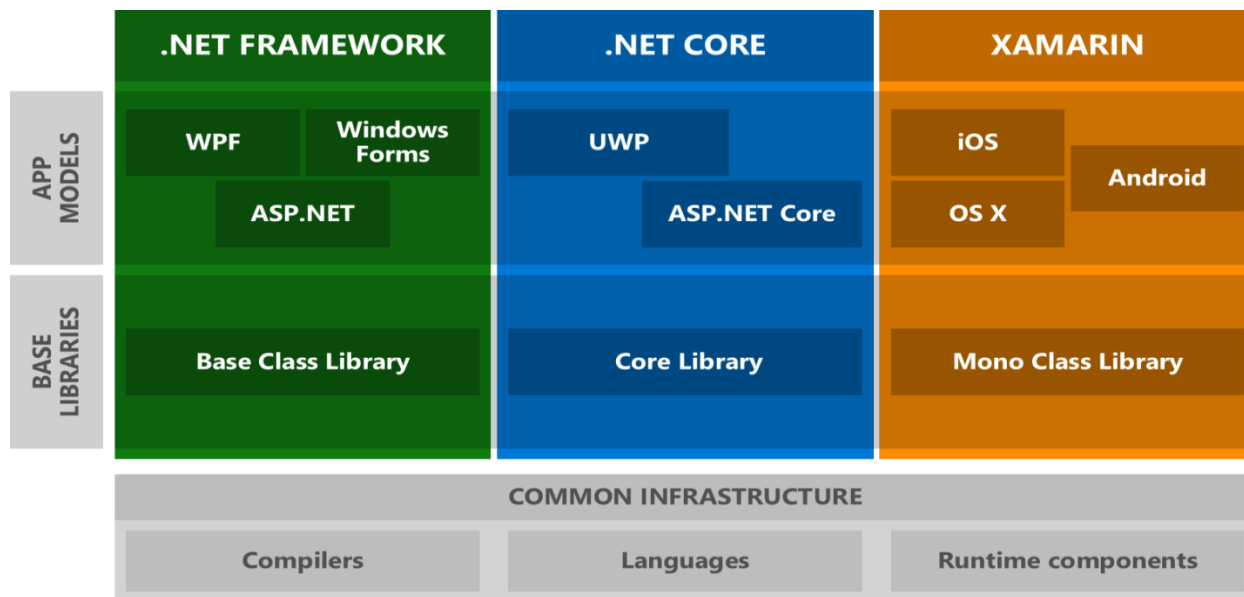 .NET FRAMEWORK
.NET CORE
XAMARIN
APP
MODELS
WPF
Windows
Forms
ASP.NET
UWP
ASP.NET Core
iOS
Android
OS X
BASE
LIBRARIES
Base Class Library
Core Library
Mono Class Library
COMMON INFRASTRUCTURE
Compilers
Languages
Runtime components